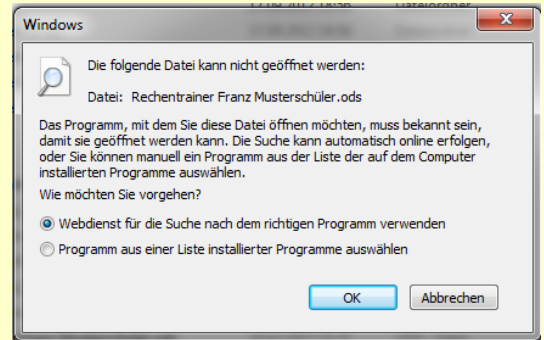 Windows
Die folgende Datei kann nicht geöffnet werden:
Datei: Rechentrainer Franz Musterschüler.ods
Das Programm, mit dem Sie diese Datei öffnen möchten, muss bekannt sein,
damit sie geöffnet werden kann. Die Suche kann automatisch online erfolgen,
oder Sie können manuell ein Programm aus der Liste der auf dem Computer
installierten Programme auswählen.
Wie möchten Sie vorgehen?
Webdienst für die Suche nach dem richtigen Programm verwenden
Programm aus einer Liste installierter Programme auswählen
OK Abbrechen